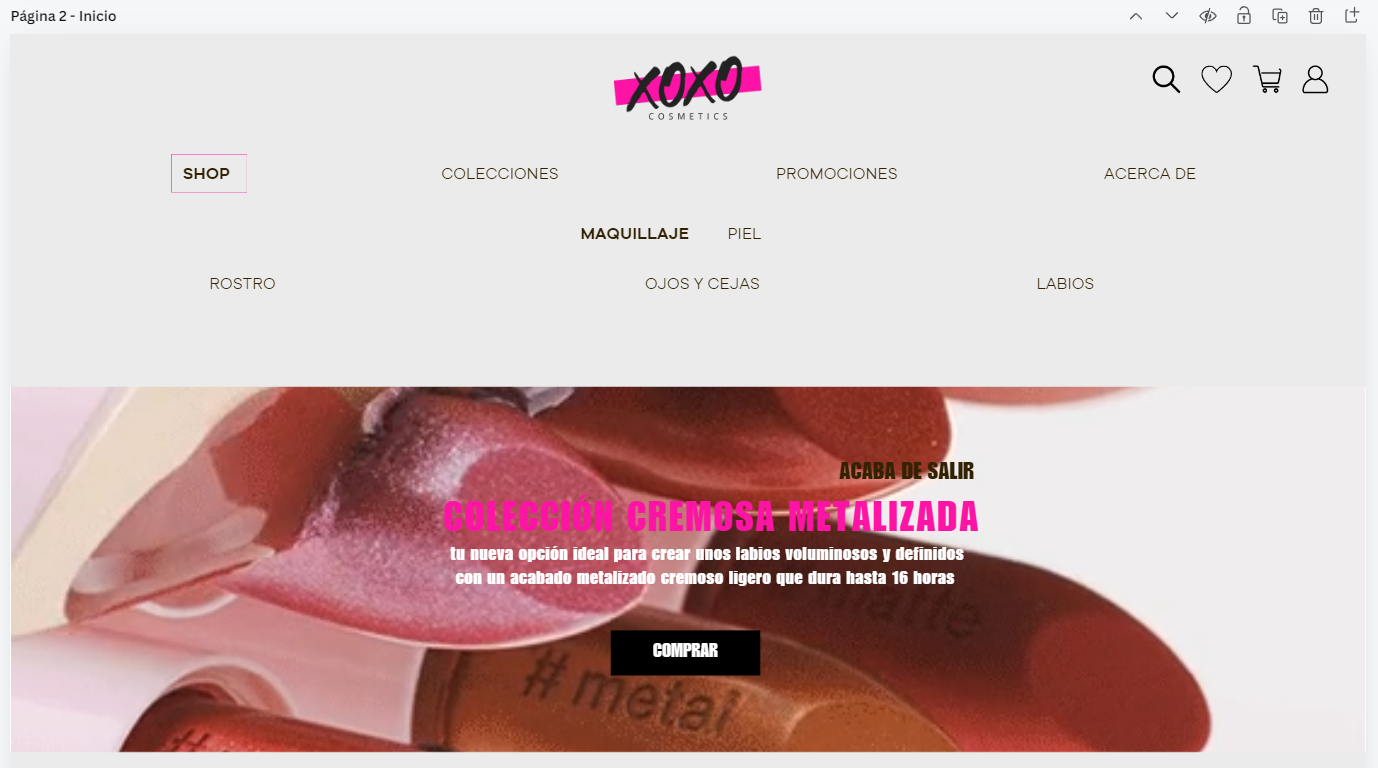 Página 2 - Inicio
XOXO
COSMETICS
SHOP COLECCIONES PROMOCIONES ACERCA DE
MAQUILLAJE PIEL
ROSTRO OJOS Y CEJAS LABIOS
ACABA DE SALIR
COLECCIÓN CREMOSA METALIZADA
tu nueva opción ideal para crear unos labios voluminosos y definidos
con un acabado metalizado cremoso ligero que dura hasta 16 horas
matte
COMPRAR
# metal